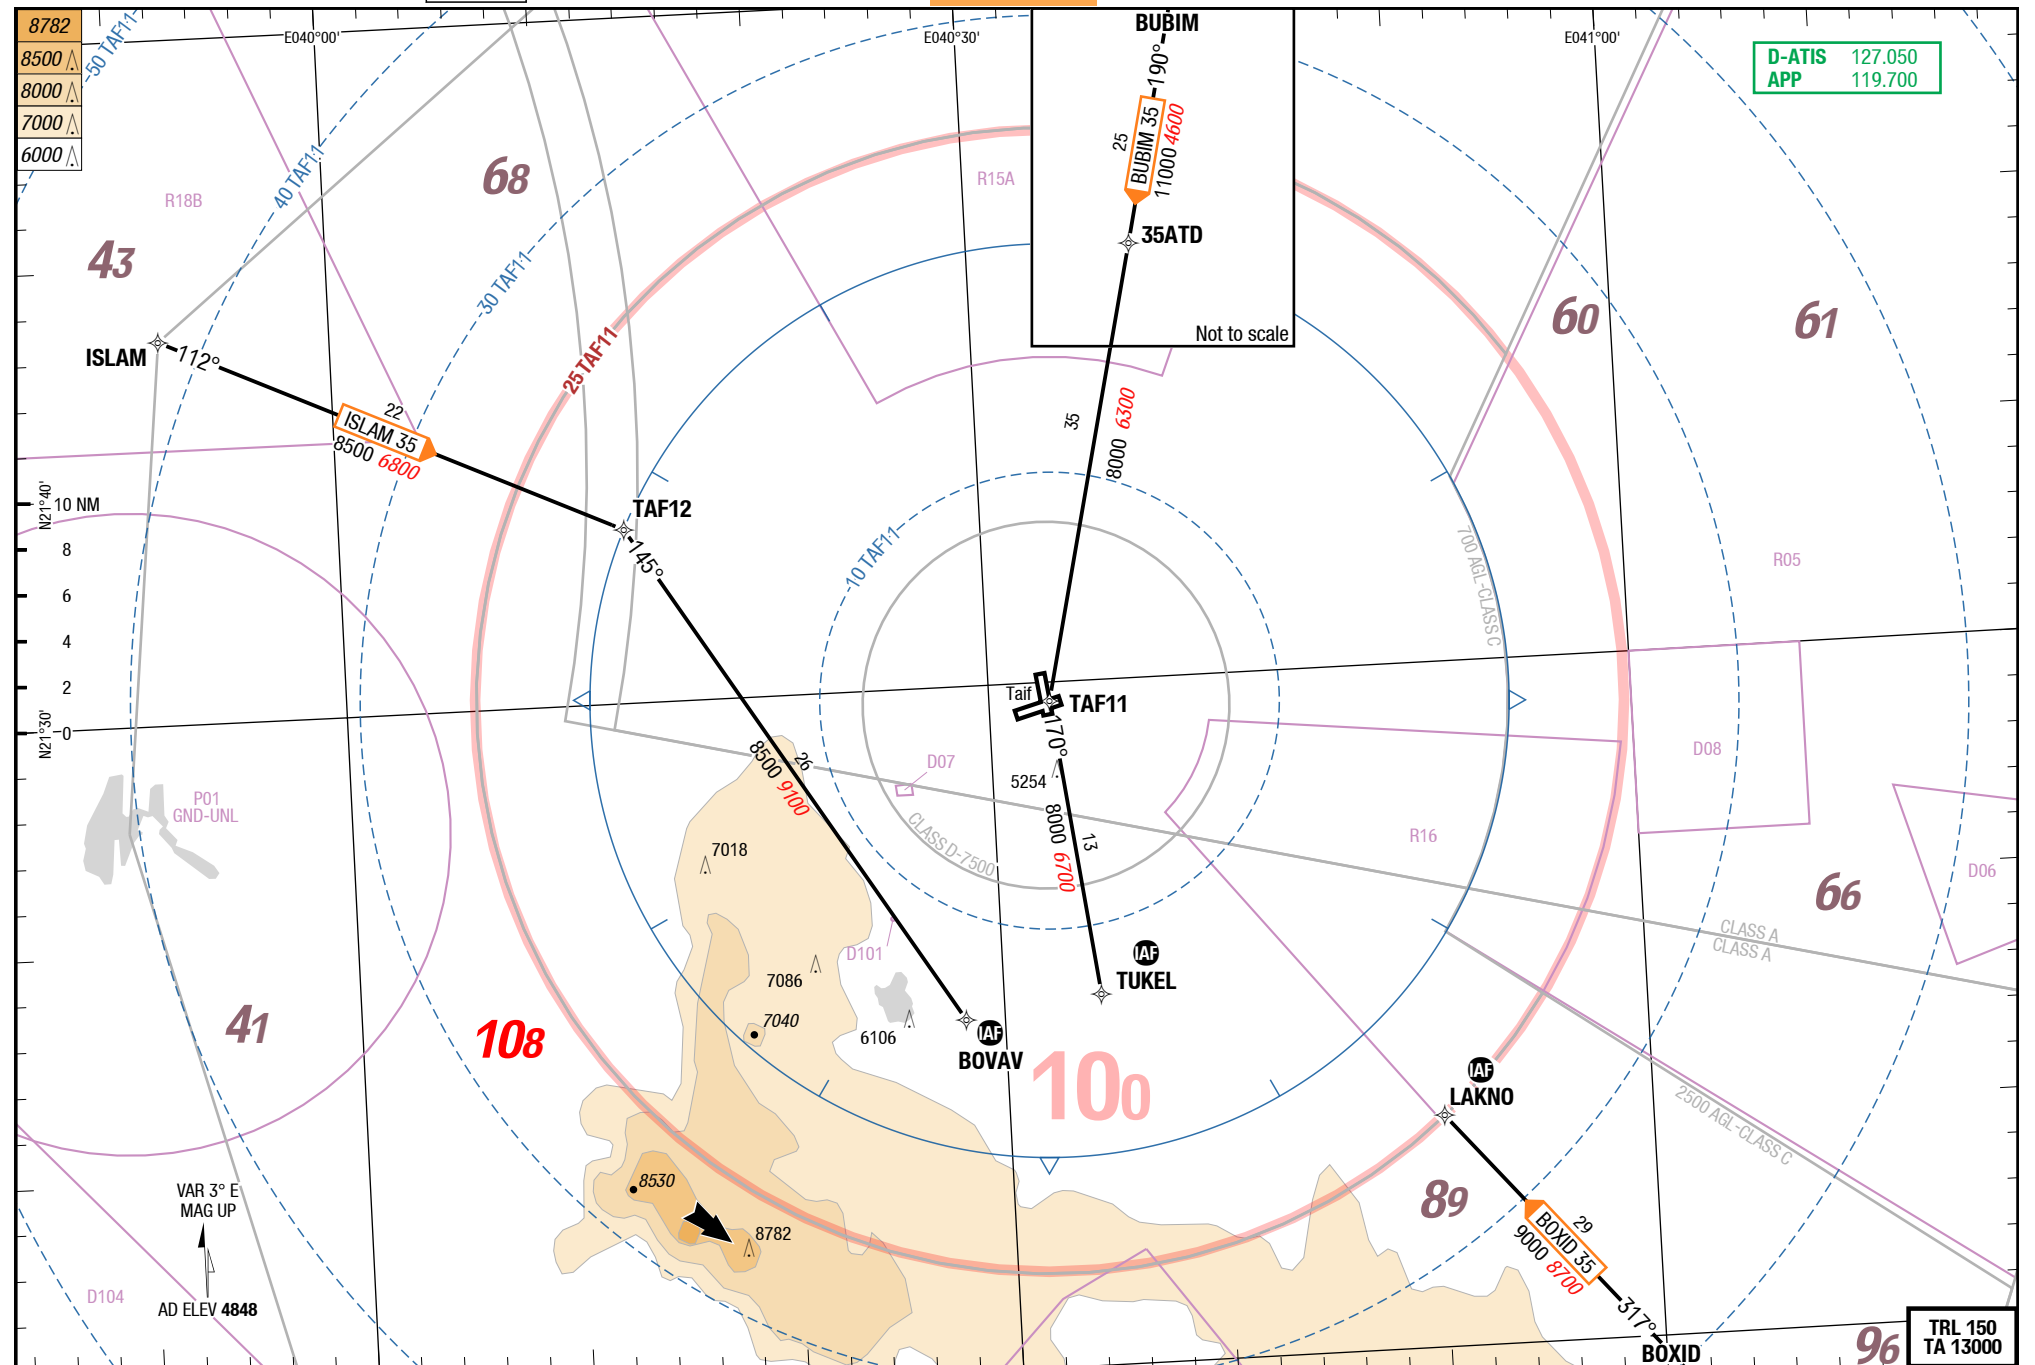 8782
8500
8000
7000
6000
50 TAF11
E040°00'
E040°30'
BUBIM
E041°00'
D-ATIS 127.050
APP 119.700
190°
25
BUBIM 35
11000 4600
35ATD
Not to scale
40 TAF11
68
R15A
R18B
43
30 TAF11
60
61
ISLAM
112°
25 TAF11
22
ISLAM 35
8500 6800
35
8000 6300
N21°40'
10 NM
8
6
4
2
0
N21°30'
TAF12
145°
10 TAF11
700 AGL-CLASS C
R05
Taif
TAF11
170°
26
8500 9100
D07
5254
D08
P01
GND-UNL
CLASS D-7500
13
8000 6700
R16
7018
D06
66
CLASS A
CLASS A
D101
7086
IAF
TUKEL
41
108
7040
6106
IAF
BOVAV
100
IAF
LAKNO
2500 AGL-CLASS C
VAR 3° E
MAG UP
8530
8782
89
29
BOXID 35
9000 8700
D104
AD ELEV 4848
317°
BOXID
96
TRL 150
TA 13000